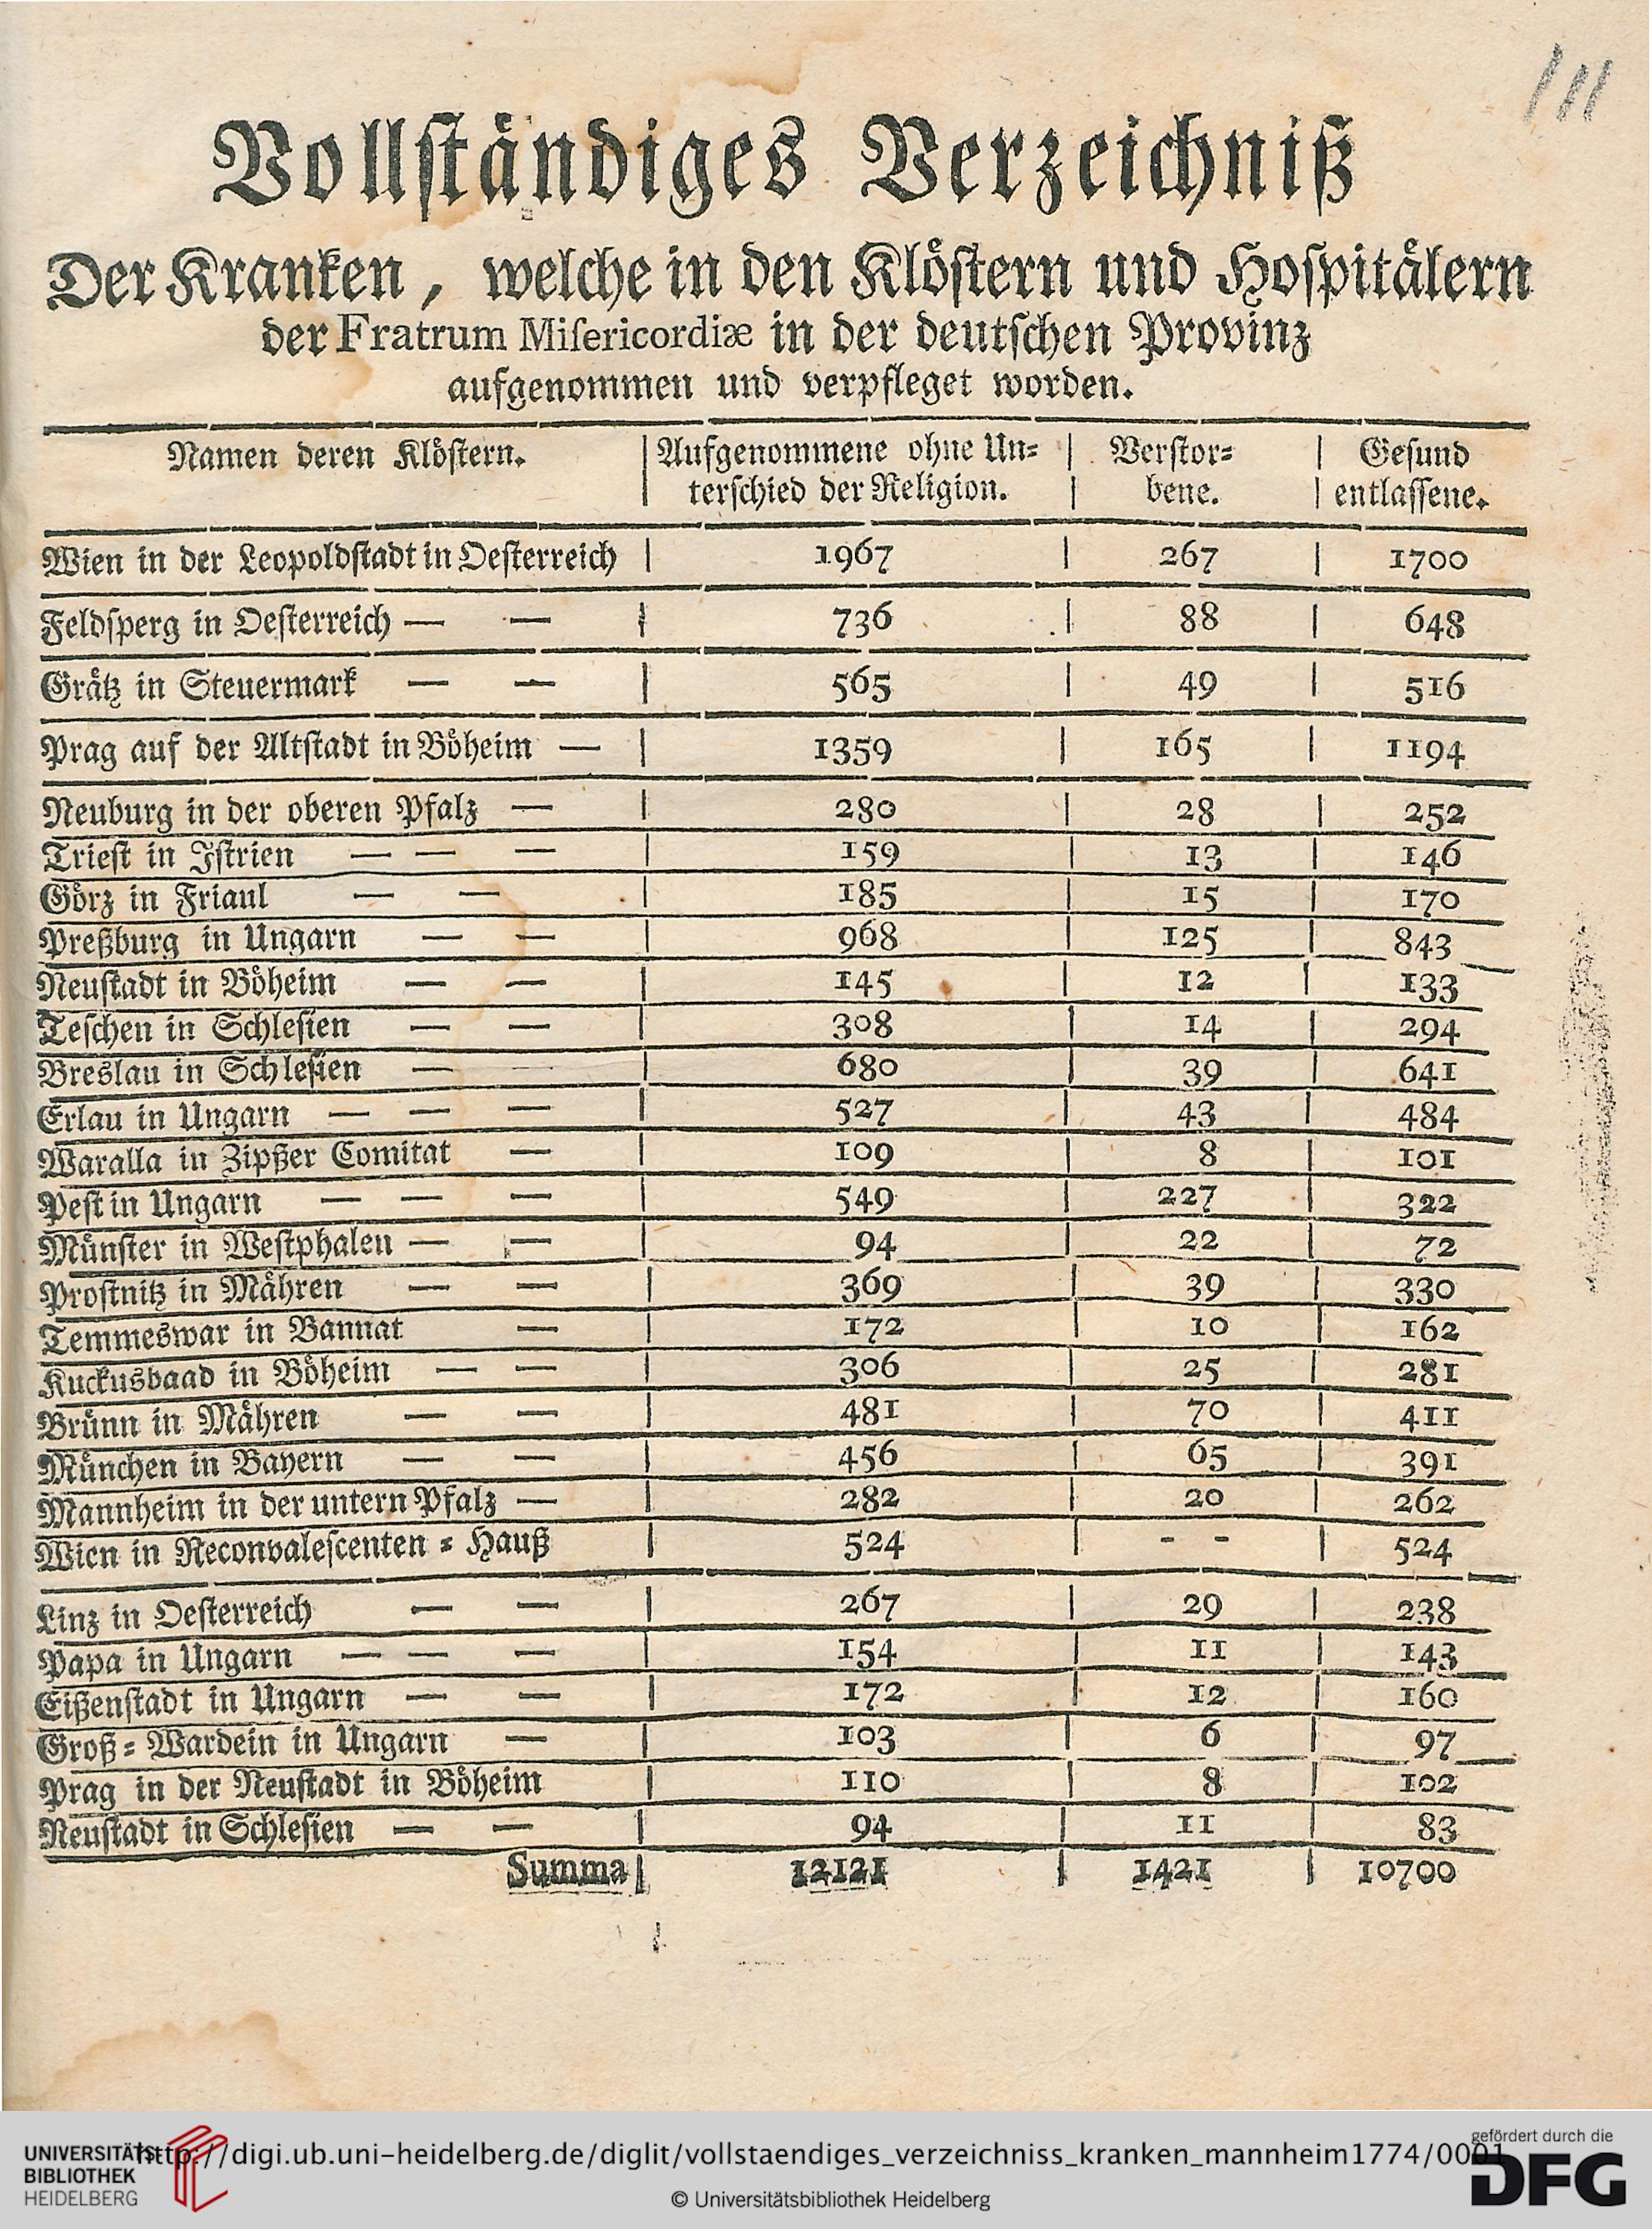 111
Vollständiges Verzeichniß
Der Kranken, welche in den Klöstern und Hospitälern
der Fratrum Misericordiæ in der deutschen Provinz
aufgenommen und verpfleget worden.
Namen deren Klöstern. | Aufgenommene ohne Un= | Verstor= | Gesund
terschied der Religion. | bene. | entlassene.
Wien in der Leopoldstadt in Oesterreich | 1967 | 267 | 1700
Feldsperg in Oesterreich — — | 736 | 88 | 648
Grätz in Steuermark — — | 565 | 49 | 516
Prag auf der Altstadt in Böheim — | 1359 | 165 | 1194
Neuburg in der oberen Pfalz — | 280 | 28 | 252
Triest in Istrien — — — | 159 | 13 | 146
Görz in Friaul — — | 185 | 15 | 170
Preßburg in Ungarn — — | 968 | 125 | 843
Neustadt in Böheim — — | 145 | 12 | 133
Teschen in Schlesien — — | 308 | 14 | 294
Breslau in Schlesien — — | 680 | 39 | 641
Erlau in Ungarn — — — | 527 | 43 | 484
Waralla in Zipßer Comitat — | 109 | 8 | 101
Pest in Ungarn — — — | 549 | 227 | 322
Münster in Westphalen — — | 94 | 22 | 72
Prostnitz in Mähren — — | 369 | 39 | 330
Temmeswar in Bannat — | 172 | 10 | 162
Kuckusbaad in Böheim — — | 306 | 25 | 281
Brünn in Mähren — — | 481 | 70 | 411
München in Bayern — — | 456 | 65 | 391
Mannheim in der untern Pfalz — | 282 | 20 | 262
Wien in Reconvalescenten = Hauß | 524 | - - | 524
Linz in Oesterreich — — | 267 | 29 | 238
Papa in Ungarn — — — | 154 | 11 | 143
Eißenstadt in Ungarn — — | 172 | 12 | 160
Groß = Wardein in Ungarn — | 103 | 6 | 97
Prag in der Neustadt in Böheim | 110 | 8 | 102
Neustadt in Schlesien — — | 94 | 11 | 83
Summa | 12121 | 1421 | 10700
UNIVERSITÄTS-
BIBLIOTHEK
HEIDELBERG
http://digi.ub.uni-heidelberg.de/diglit/vollstaendiges_verzeichniss_kranken_mannheim1774/0001
© Universitätsbibliothek Heidelberg
gefördert durch die
DFG